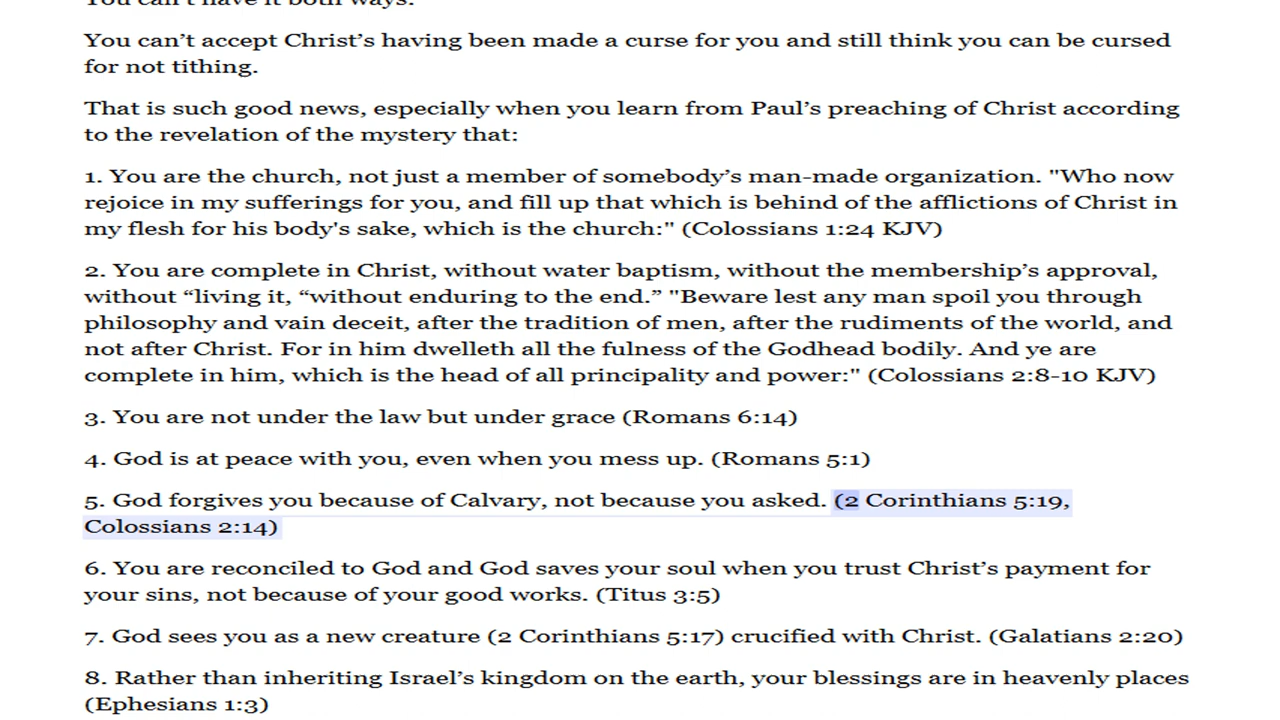 You can't have it both ways.
You can’t accept Christ’s having been made a curse for you and still think you can be cursed
for not tithing.
That is such good news, especially when you learn from Paul’s preaching of Christ according
to the revelation of the mystery that:
1. You are the church, not just a member of somebody’s man-made organization. "Who now
rejoice in my sufferings for you, and fill up that which is behind of the afflictions of Christ in
my flesh for his body's sake, which is the church:" (Colossians 1:24 KJV)
2. You are complete in Christ, without water baptism, without the membership’s approval,
without “living it, “without enduring to the end.” "Beware lest any man spoil you through
philosophy and vain deceit, after the tradition of men, after the rudiments of the world, and
not after Christ. For in him dwelleth all the fulness of the Godhead bodily. And ye are
complete in him, which is the head of all principality and power:" (Colossians 2:8-10 KJV)
3. You are not under the law but under grace (Romans 6:14)
4. God is at peace with you, even when you mess up. (Romans 5:1)
5. God forgives you because of Calvary, not because you asked. (2 Corinthians 5:19,
Colossians 2:14)
6. You are reconciled to God and God saves your soul when you trust Christ’s payment for
your sins, not because of your good works. (Titus 3:5)
7. God sees you as a new creature (2 Corinthians 5:17) crucified with Christ. (Galatians 2:20)
8. Rather than inheriting Israel’s kingdom on the earth, your blessings are in heavenly places
(Ephesians 1:3)